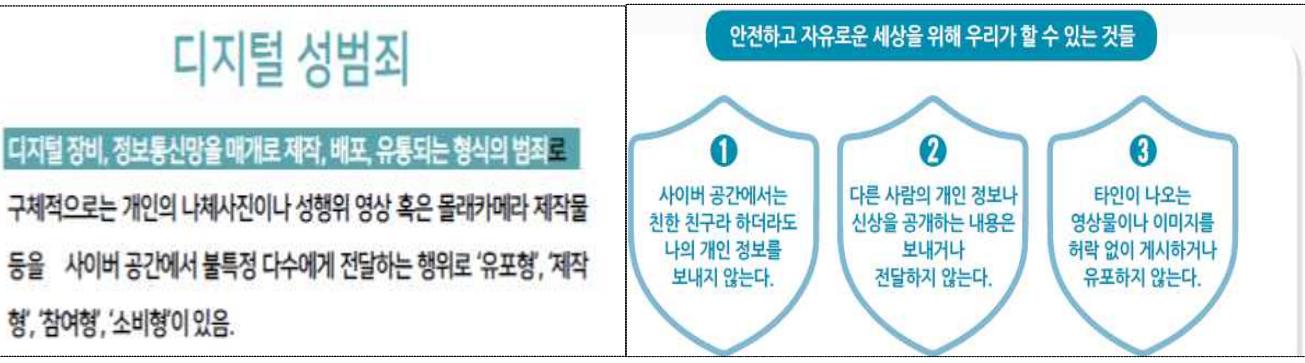 디지털 성범죄
디지털 장비, 정보통신망을 매개로 제작, 배포, 유통되는 형식의 범죄로
구체적으로는 개인의 나체사진이나 성행위 영상 혹은 몰래카메라 제작물
등을 사이버 공간에서 불특정 다수에게 전달하는 행위로 '유포형', '제작
형', '참여형', '소비형'이 있음.
안전하고 자유로운 세상을 위해 우리가 할 수 있는 것들
1
사이버 공간에서는
친한 친구라 하더라도
나의 개인 정보를
보내지 않는다.
2
다른 사람의 개인 정보나
신상을 공개하는 내용은
보내거나
전달하지 않는다.
3
타인이 나오는
영상물이나 이미지를
허락 없이 게시하거나
유포하지 않는다.